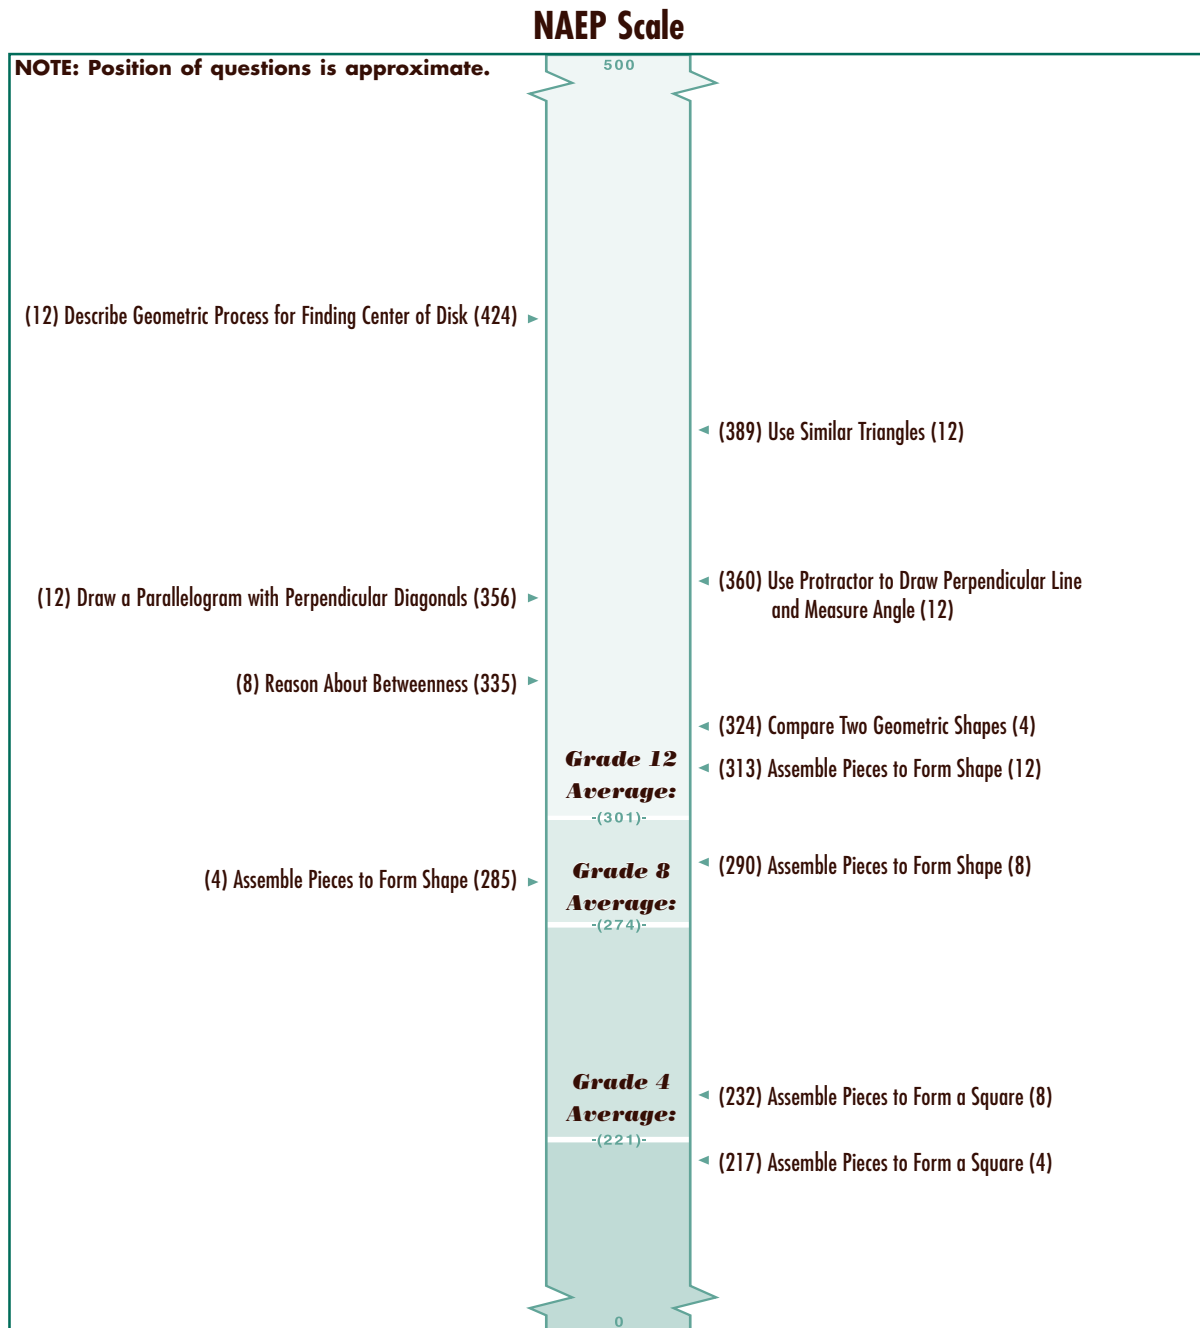 NAEP Scale
NOTE: Position of questions is approximate.
500
(12) Describe Geometric Process for Finding Center of Disk (424)
(389) Use Similar Triangles (12)
(360) Use Protractor to Draw Perpendicular Line
and Measure Angle (12)
(12) Draw a Parallelogram with Perpendicular Diagonals (356)
(8) Reason About Betweenness (335)
(324) Compare Two Geometric Shapes (4)
Grade 12
Average:
-(301)-
(313) Assemble Pieces to Form Shape (12)
(290) Assemble Pieces to Form Shape (8)
(4) Assemble Pieces to Form Shape (285)
Grade 8
Average:
-(274)-
Grade 4
Average:
-(221)-
(232) Assemble Pieces to Form a Square (8)
(217) Assemble Pieces to Form a Square (4)
0